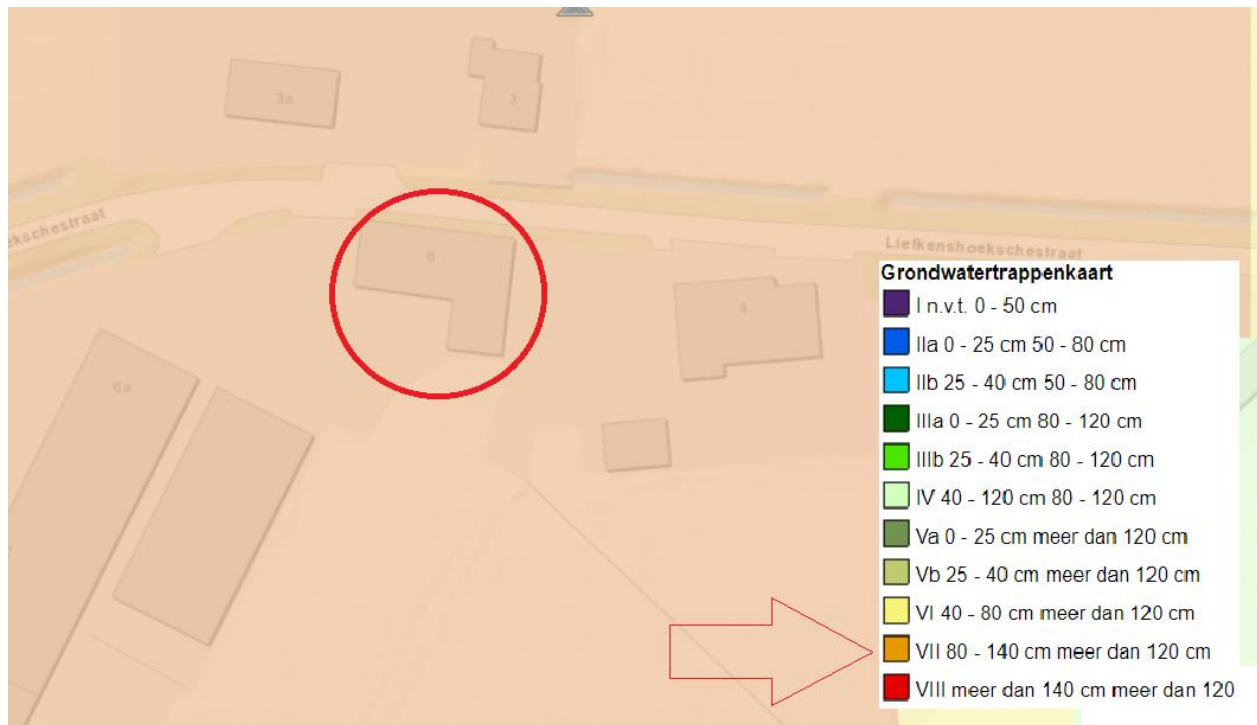 3a
3
ekschestraat
6
Liefkenshoekschestraat
4
6a
Grondwatertrappenkaart
I n.v.t. 0 - 50 cm
IIa 0 - 25 cm 50 - 80 cm
IIb 25 - 40 cm 50 - 80 cm
IIIa 0 - 25 cm 80 - 120 cm
IIIb 25 - 40 cm 80 - 120 cm
IV 40 - 120 cm 80 - 120 cm
Va 0 - 25 cm meer dan 120 cm
Vb 25 - 40 cm meer dan 120 cm
VI 40 - 80 cm meer dan 120 cm
VII 80 - 140 cm meer dan 120 cm
VIII meer dan 140 cm meer dan 120